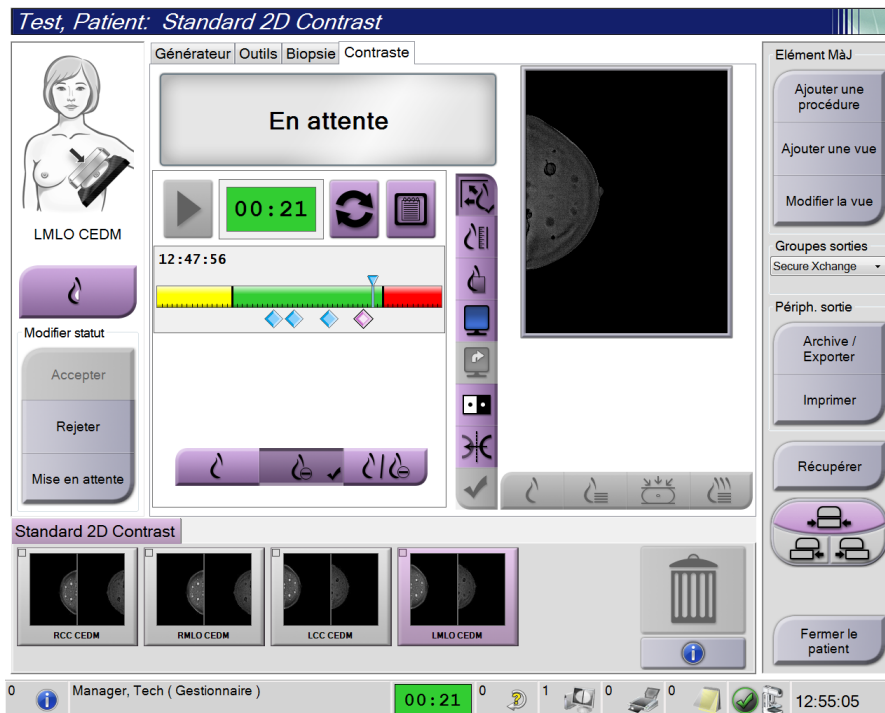 Test, Patient: Standard 2D Contrast
Générateur
Outils
Biopsie
Contraste
En attente
00:21
12:47:56
LMLO CEDM
Modifier statut
Accepter
Rejeter
Mise en attente
Elément MàJ
Ajouter une
procédure
Ajouter une vue
Modifier la vue
Groupes sorties
Secure Xchange
Périph. sortie
Archive /
Exporter
Imprimer
Récupérer
Fermer le
patient
Standard 2D Contrast
RCC CEDM
RMLO CEDM
LCC CEDM
LMLO CEDM
0
Manager, Tech ( Gestionnaire )
00:21
0
1
0
0
12:55:05